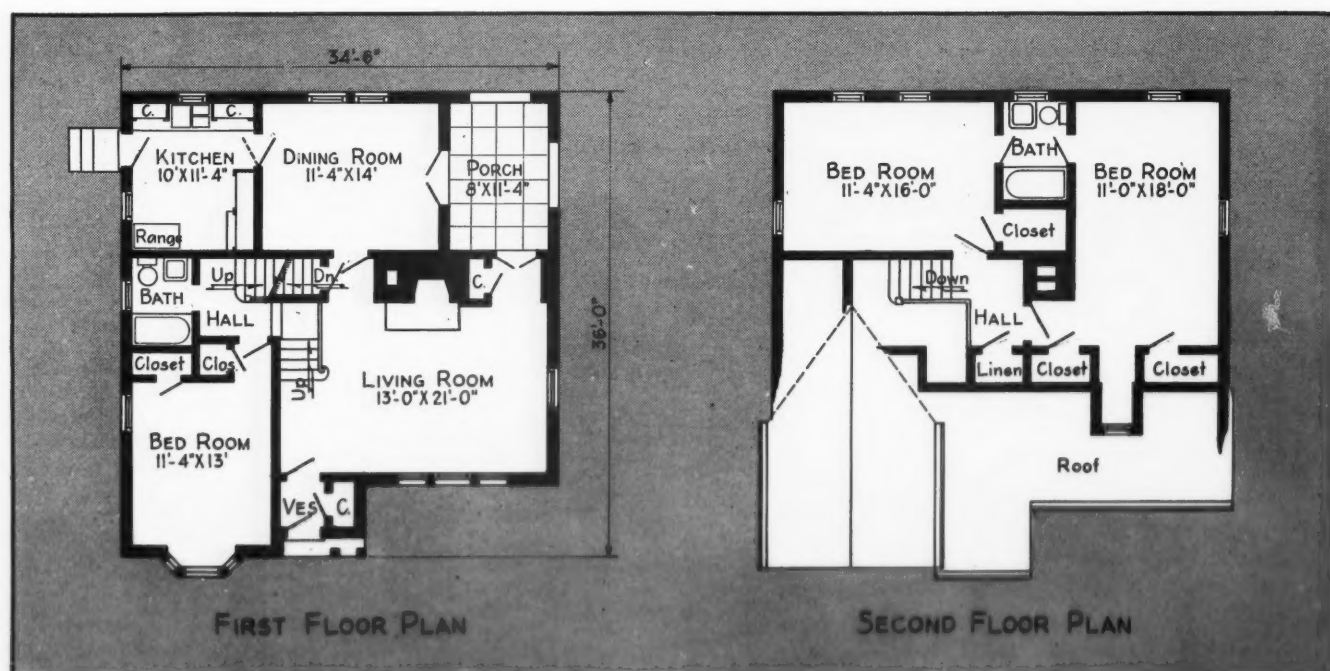 34'-6"
C.
C.
KITCHEN
10'X11'-4"
DINING ROOM
11'-4"X14'
PORCH
8'X11'-4"
Range
Up
Dn.
C.
BATH
HALL
36'-0"
Closet
Clos.
Up
LIVING ROOM
13'-0"X21'-0"
BED ROOM
11'-4"X13'
VES
C.
FIRST FLOOR PLAN
BED ROOM
11'-4"X16'-0"
BATH
BED ROOM
11'-0"X18'-0"
Closet
Down
HALL
Linen
Closet
Closet
Roof
SECOND FLOOR PLAN